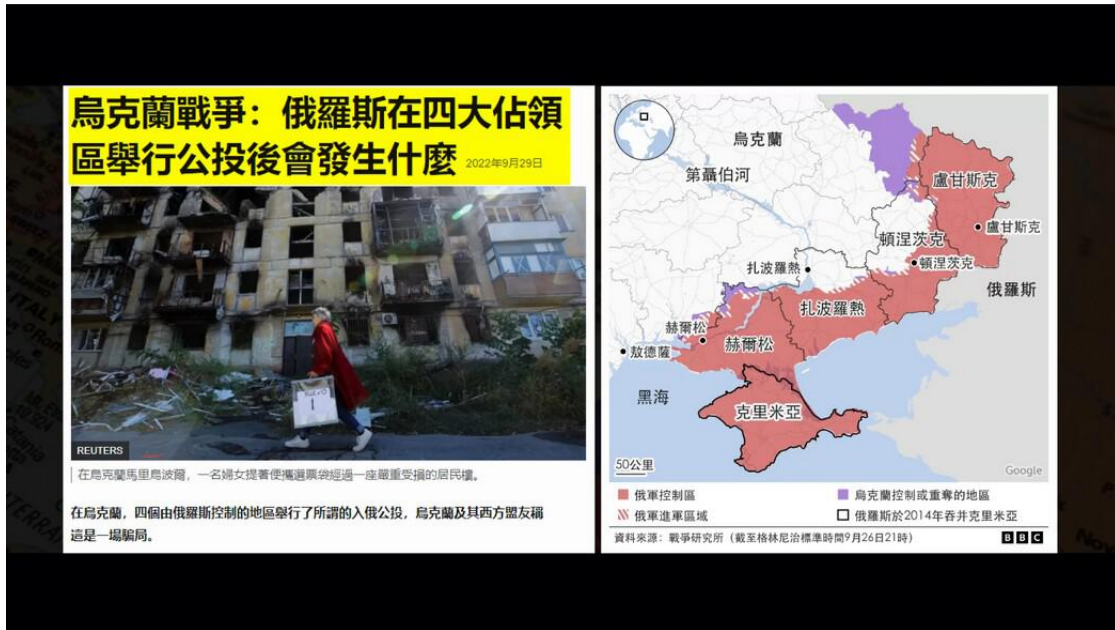 烏克蘭戰爭：俄羅斯在四大佔領
區舉行公投後會發生什麼 2022年9月29日
REUTERS
在烏克蘭馬里烏波爾，一名婦女提著便攜選票袋經過一座嚴重受損的居民樓。
在烏克蘭，四個由俄羅斯控制的地區舉行了所謂的入俄公投，烏克蘭及其西方盟友稱
這是一場騙局。
烏克蘭
第聶伯河
盧甘斯克
盧甘斯克
頓涅茨克
頓涅茨克
扎波羅熱
俄羅斯
扎波羅熱
赫爾松
赫爾松
敖德薩
黑海
克里米亞
50公里
Google
俄軍控制區
烏克蘭控制或重奪的地區
俄軍進軍區域
俄羅斯於2014年吞并克里米亞
資料來源：戰爭研究所（截至格林尼治標準時間9月26日21時）
BBC